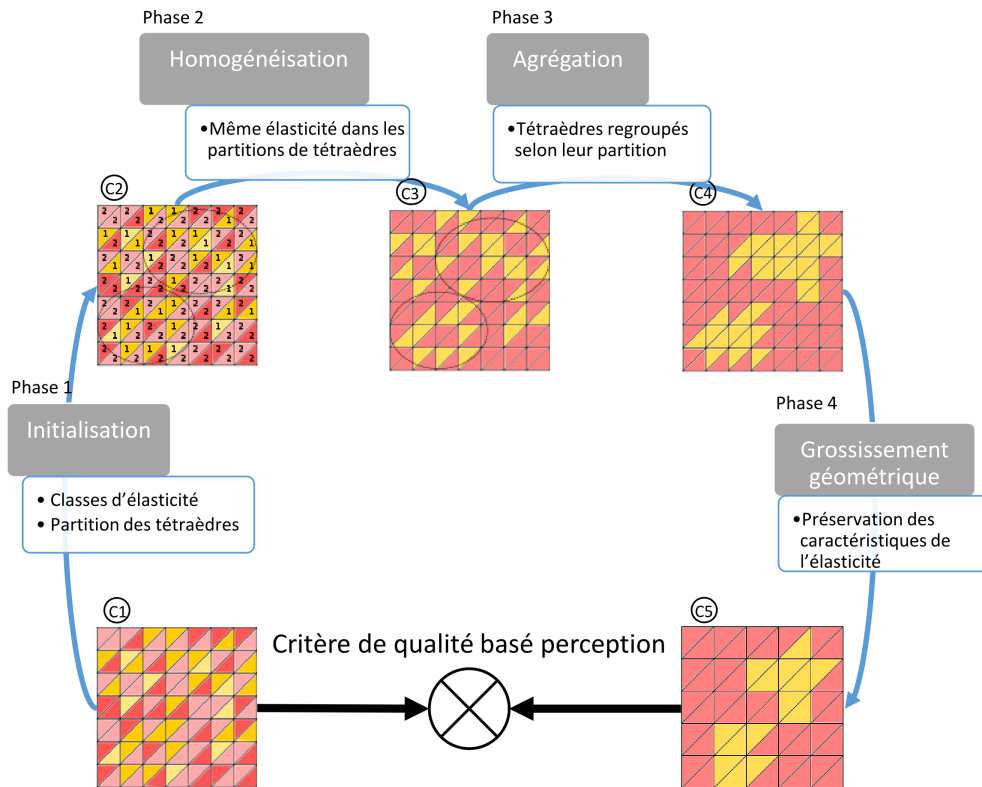 Phase 2
Homogénéisation
•Même élasticité dans les
partitions de tétraèdres
Phase 3
Agrégation
•Tétraèdres regroupés
selon leur partition
C2
C3
C4
Phase 1
Initialisation
• Classes d'élasticité
• Partition des tétraèdres
Phase 4
Grossissement
géométrique
•Préservation des
caractéristiques de
l'élasticité
C1
C5
Critère de qualité basé perception